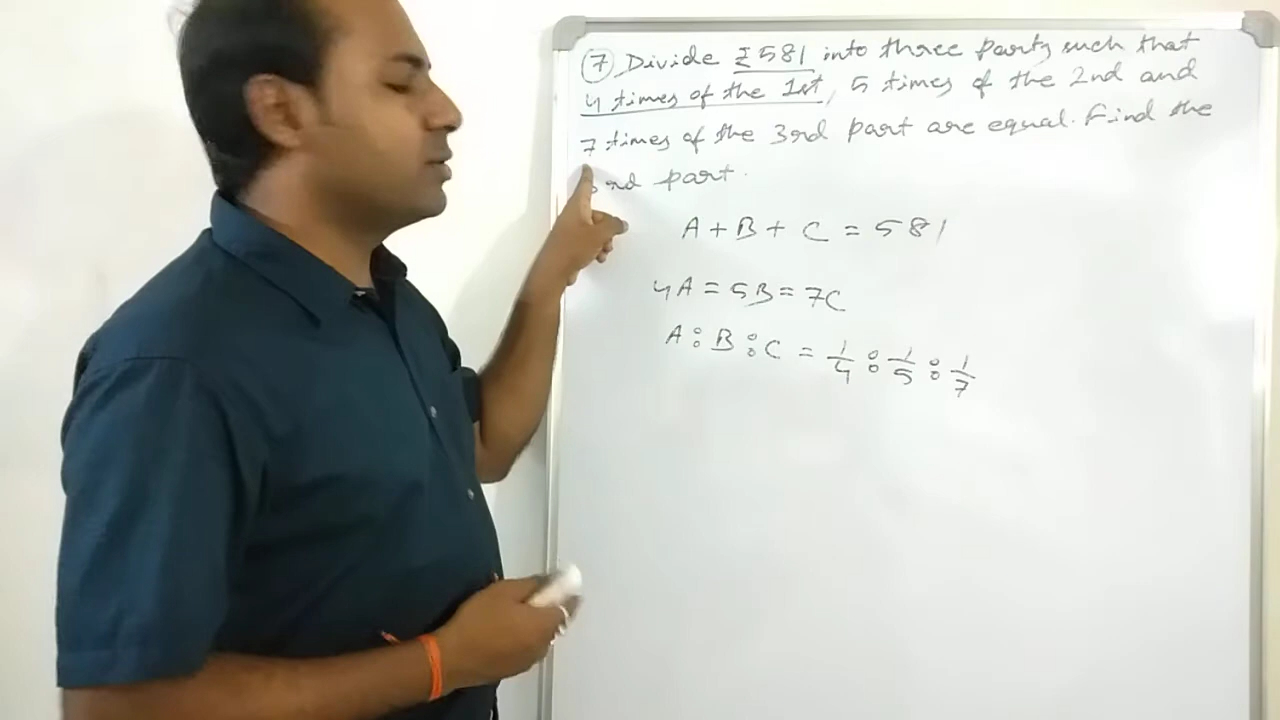 (7) Divide ₹581 into three party such that
4 times of the 1st, 5 times of the 2nd and
7 times of the 3rd part are equal. Find the
3rd part.
A + B + C = 581
4A = 5B = 7C
A : B : C = 1/4 : 1/5 : 1/7